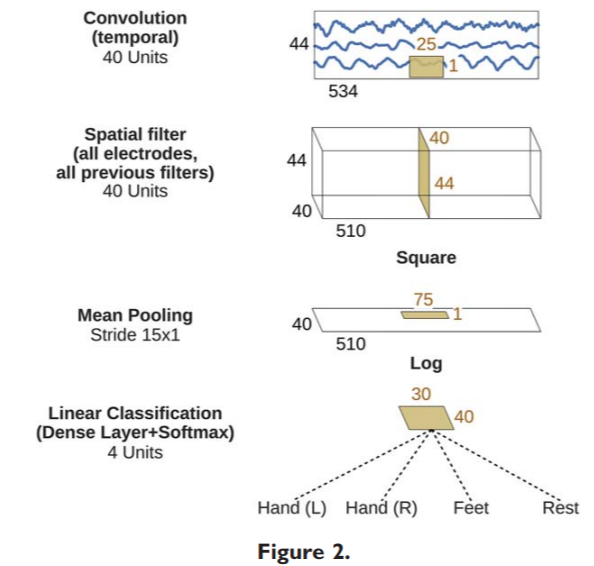 Convolution
(temporal)
40 Units
44
25
1
534
Spatial filter
(all electrodes,
all previous filters)
40 Units
44
40
40
44
510
Square
Mean Pooling
Stride 15x1
40
75
1
510
Log
Linear Classification
(Dense Layer+Softmax)
4 Units
30
40
Hand (L) Hand (R) Feet Rest
Figure 2.